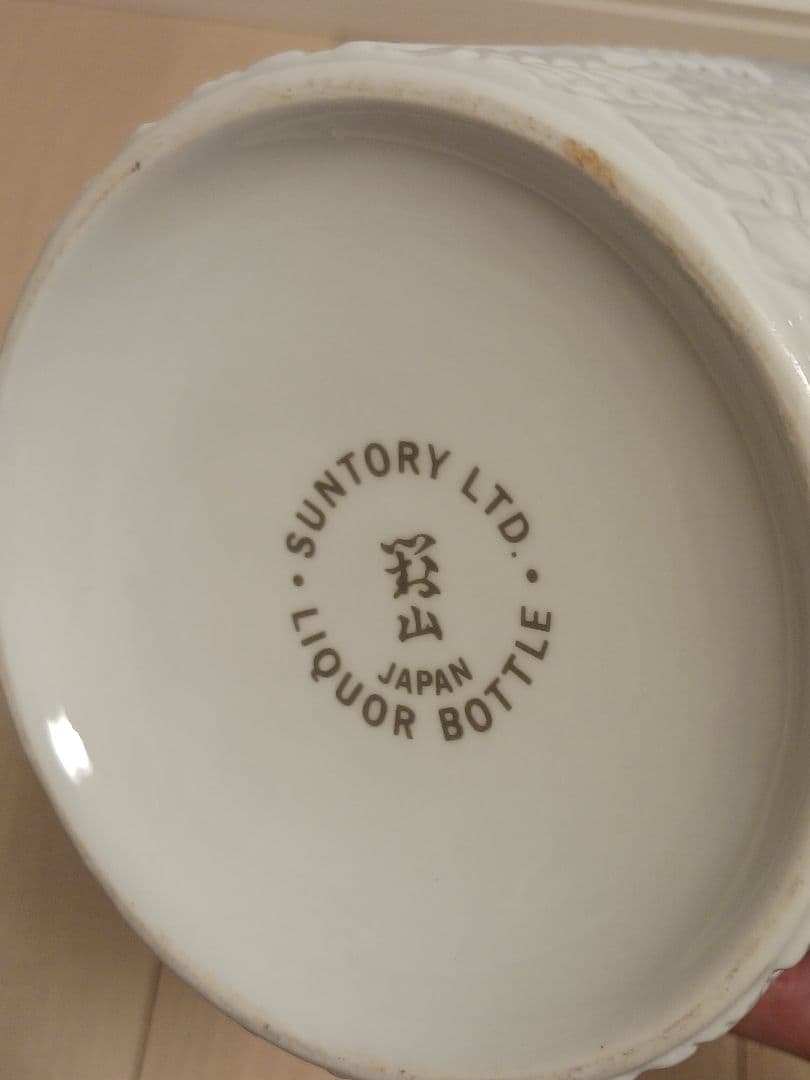 SUNTORY LTD.
JAPAN
• LIQUOR BOTTLE •